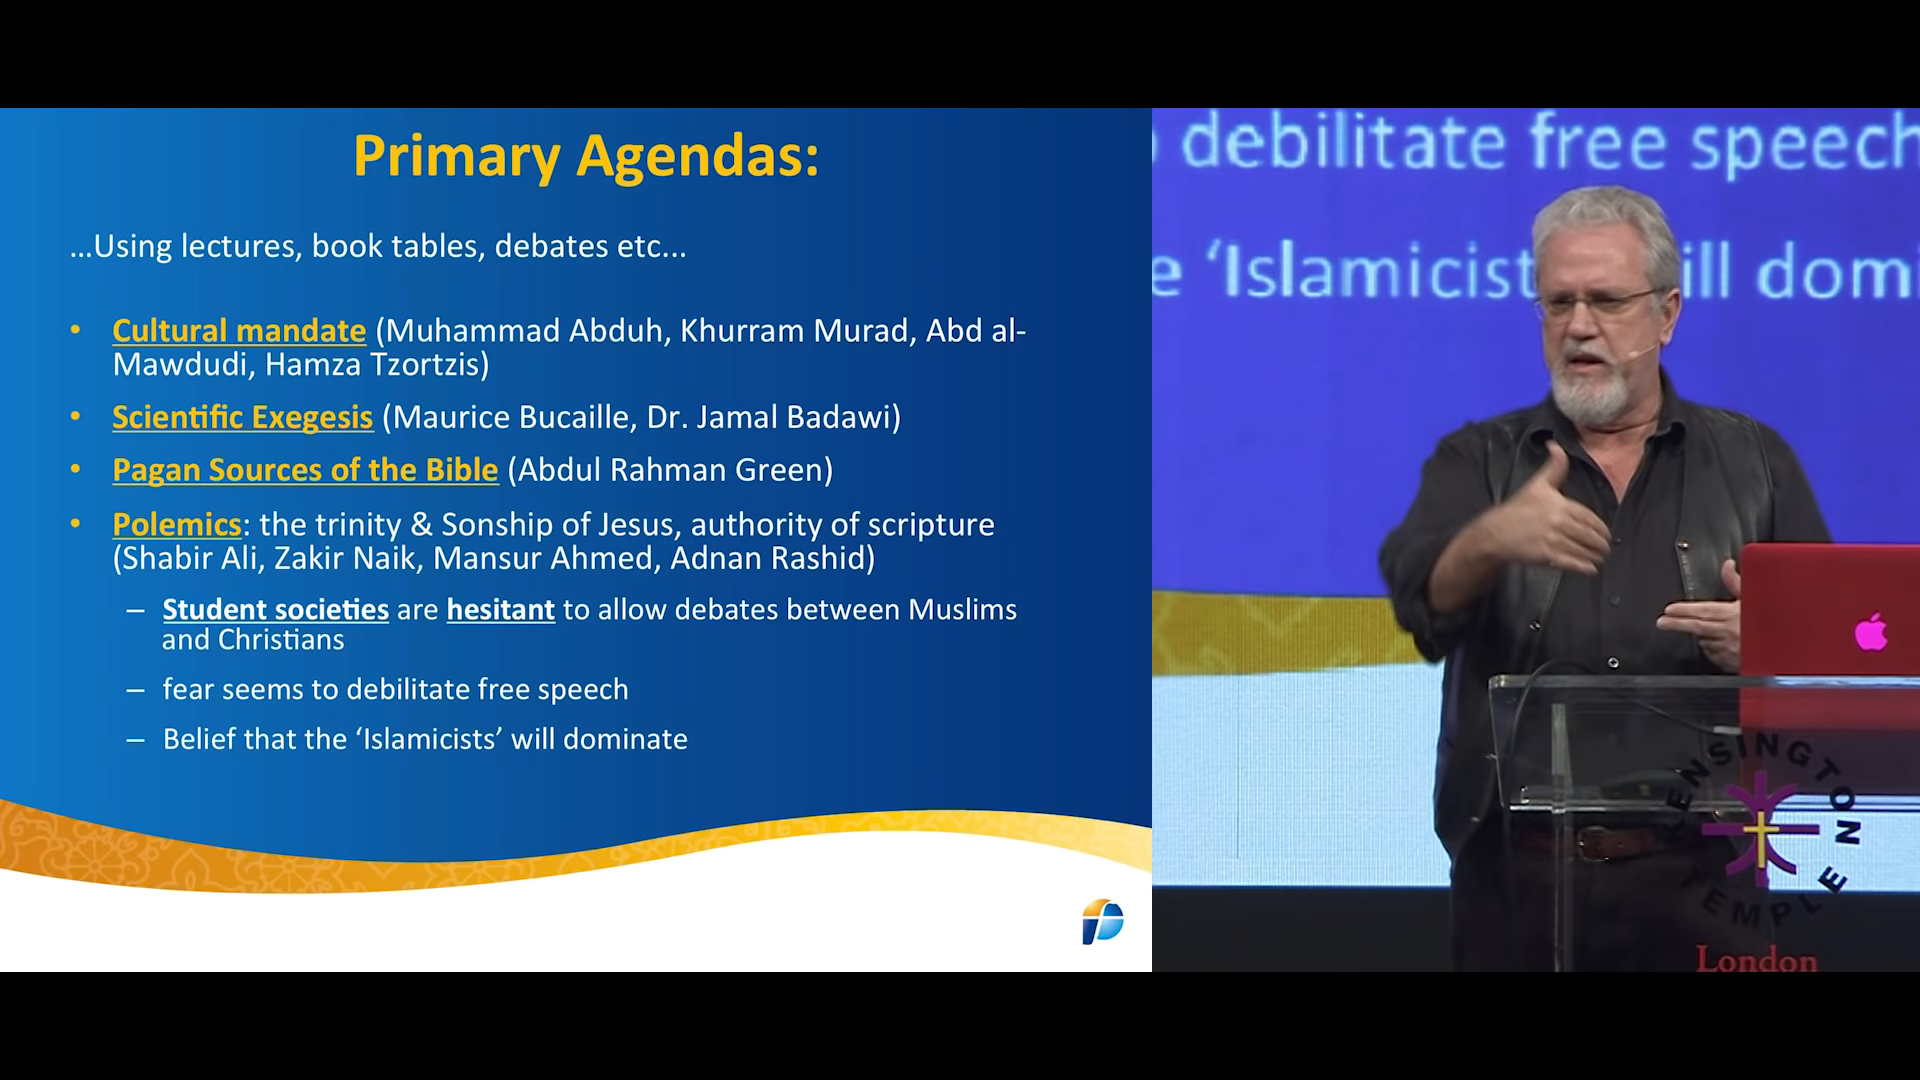 Primary Agendas:
...Using lectures, book tables, debates etc...
• Cultural mandate (Muhammad Abduh, Khurram Murad, Abd al-
Mawdudi, Hamza Tzortzis)
• Scientific Exegesis (Maurice Bucaille, Dr. Jamal Badawi)
• Pagan Sources of the Bible (Abdul Rahman Green)
• Polemics: the trinity & Sonship of Jesus, authority of scripture
(Shabir Ali, Zakir Naik, Mansur Ahmed, Adnan Rashid)
– Student societies are hesitant to allow debates between Muslims
and Christians
– fear seems to debilitate free speech
– Belief that the ‘Islamicists’ will dominate
debilitate free speech
‘Islamicist ill domi
KENSINGTON
TEMPLE
London